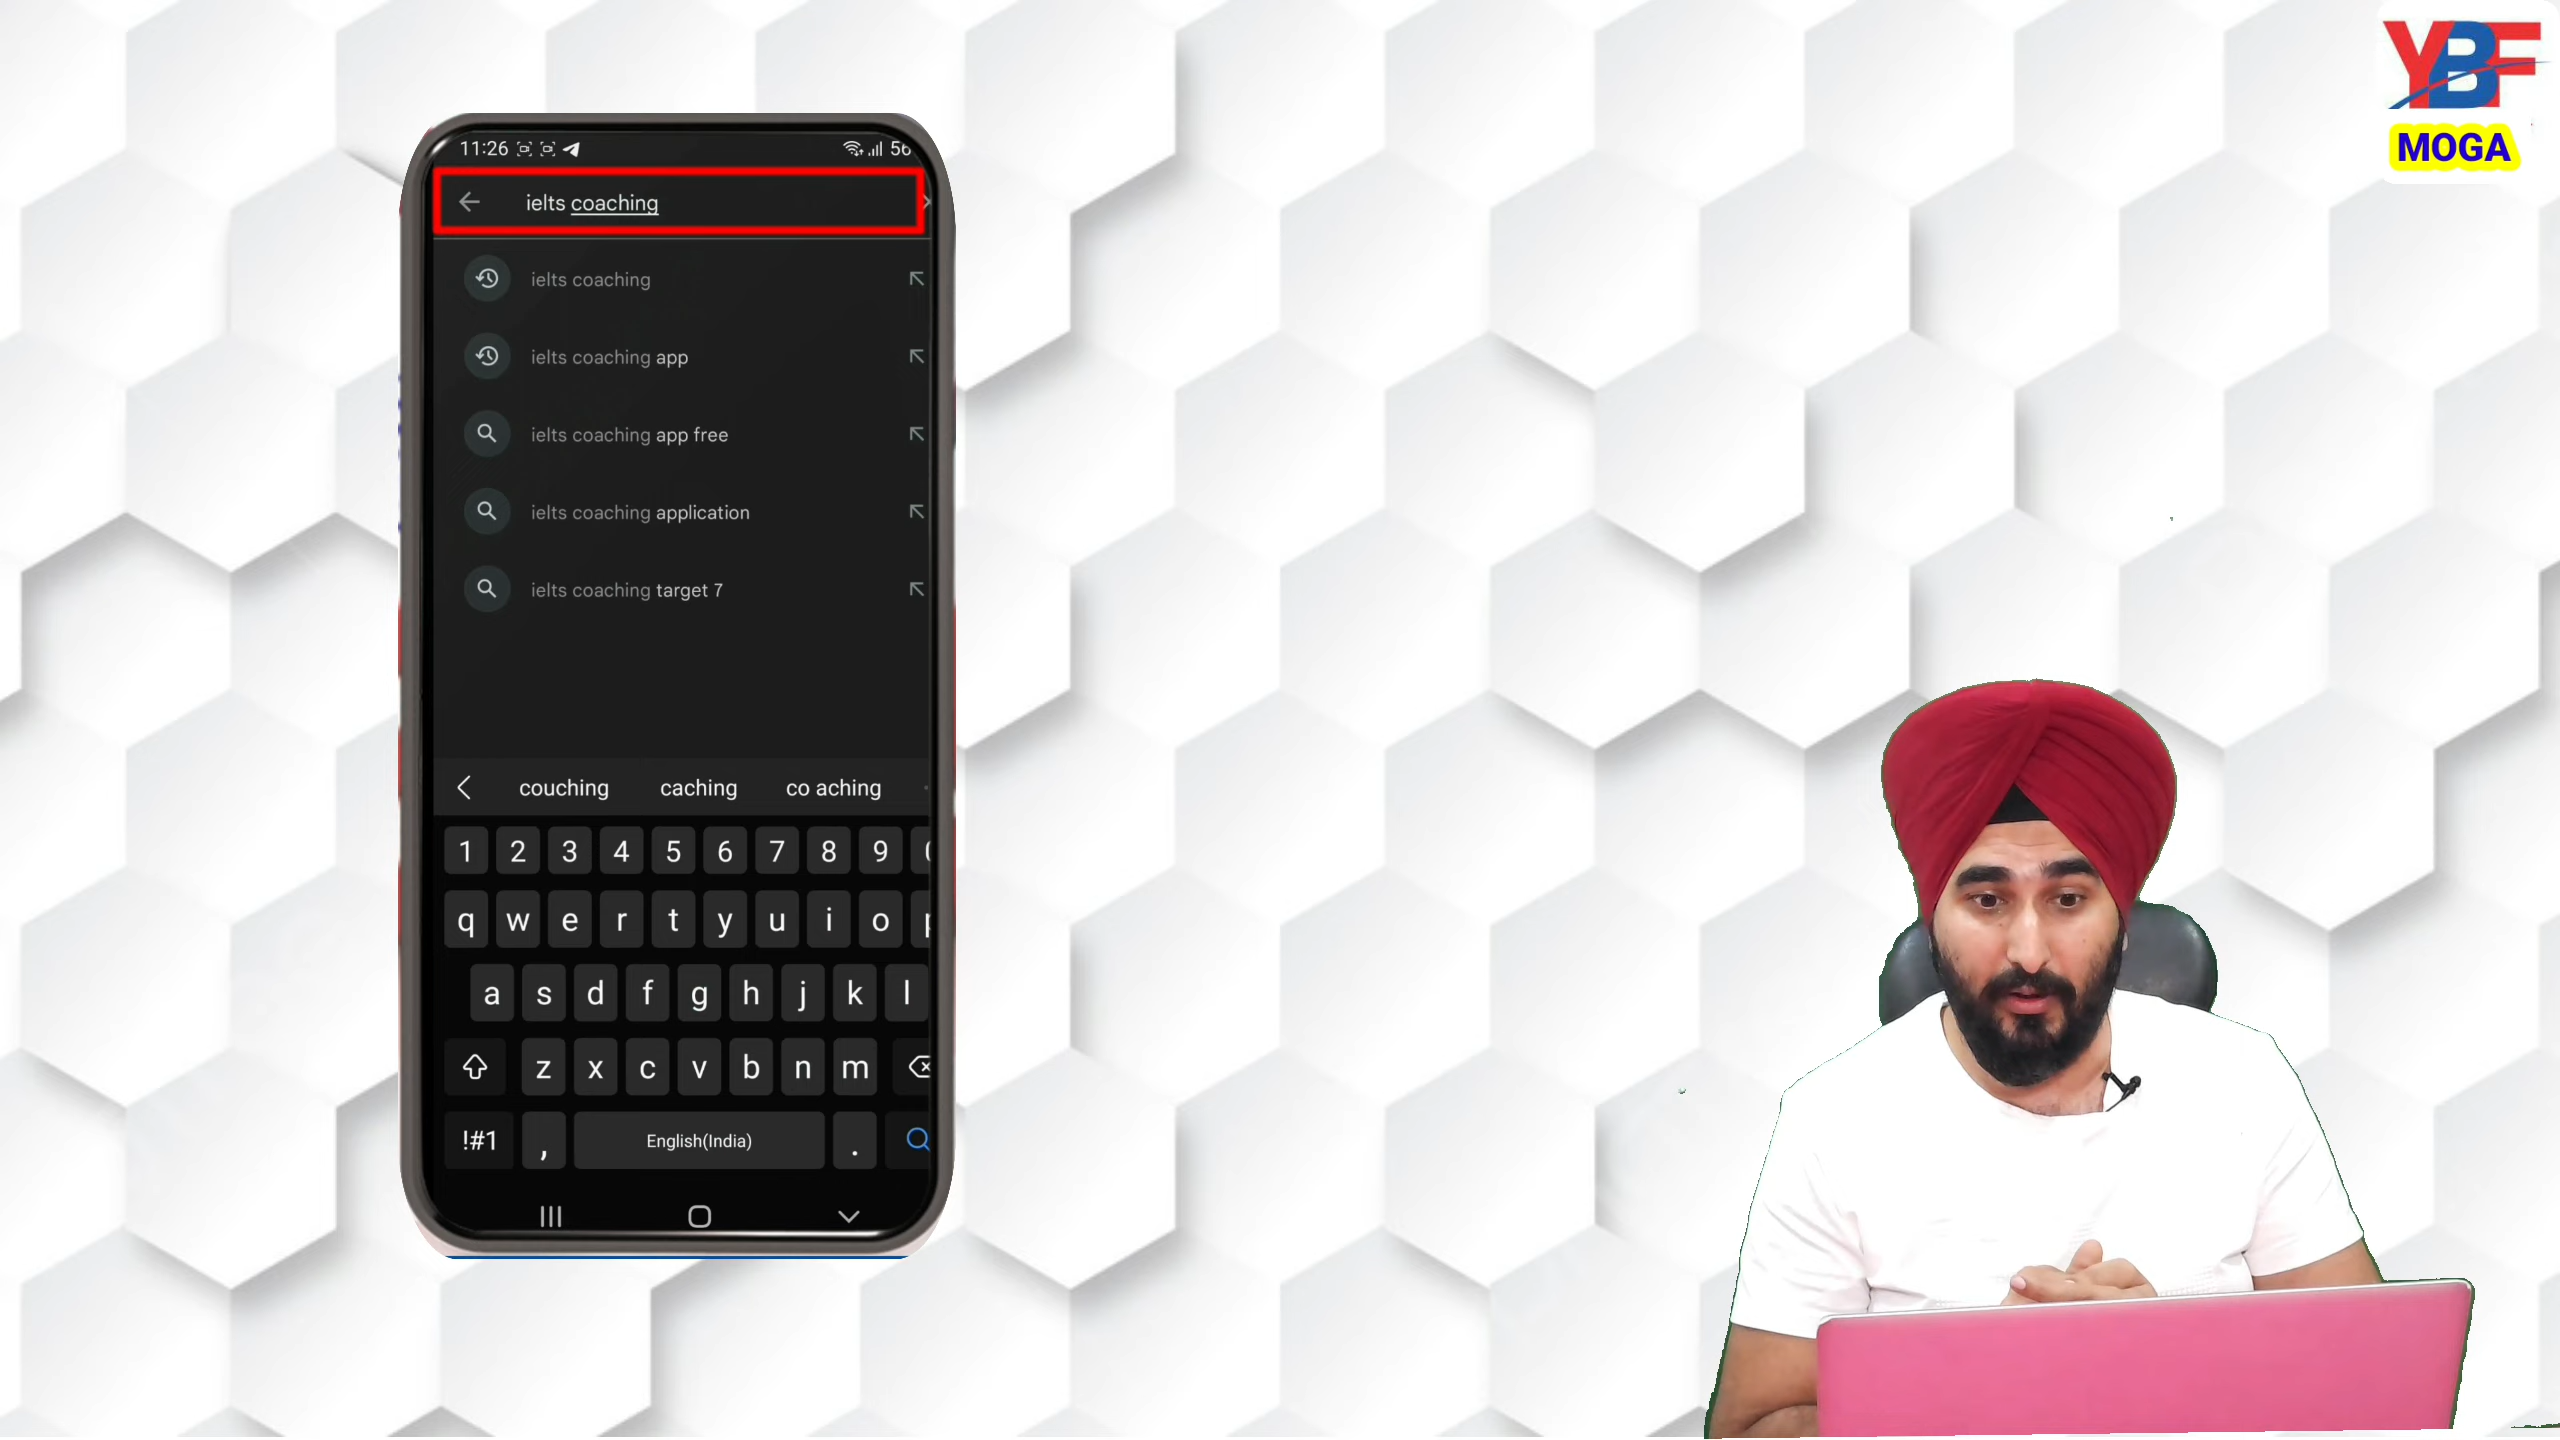 YBF
MOGA
11:26
56
ielts coaching
ielts coaching
ielts coaching app
ielts coaching app free
ielts coaching application
ielts coaching target 7
couching caching co aching
1 2 3 4 5 6 7 8 9
q w e r t y u i o p
a s d f g h j k l
z x c v b n m
!#1 , English(India) .